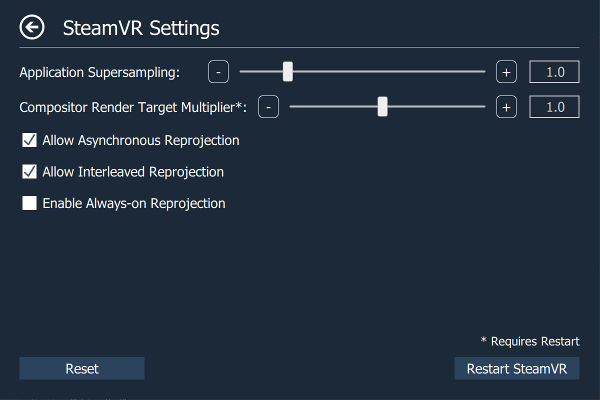 SteamVR Settings
Application Supersampling: - + 1.0
Compositor Render Target Multiplier*: - + 1.0
Allow Asynchronous Reprojection
Allow Interleaved Reprojection
Enable Always-on Reprojection
* Requires Restart
Reset Restart SteamVR